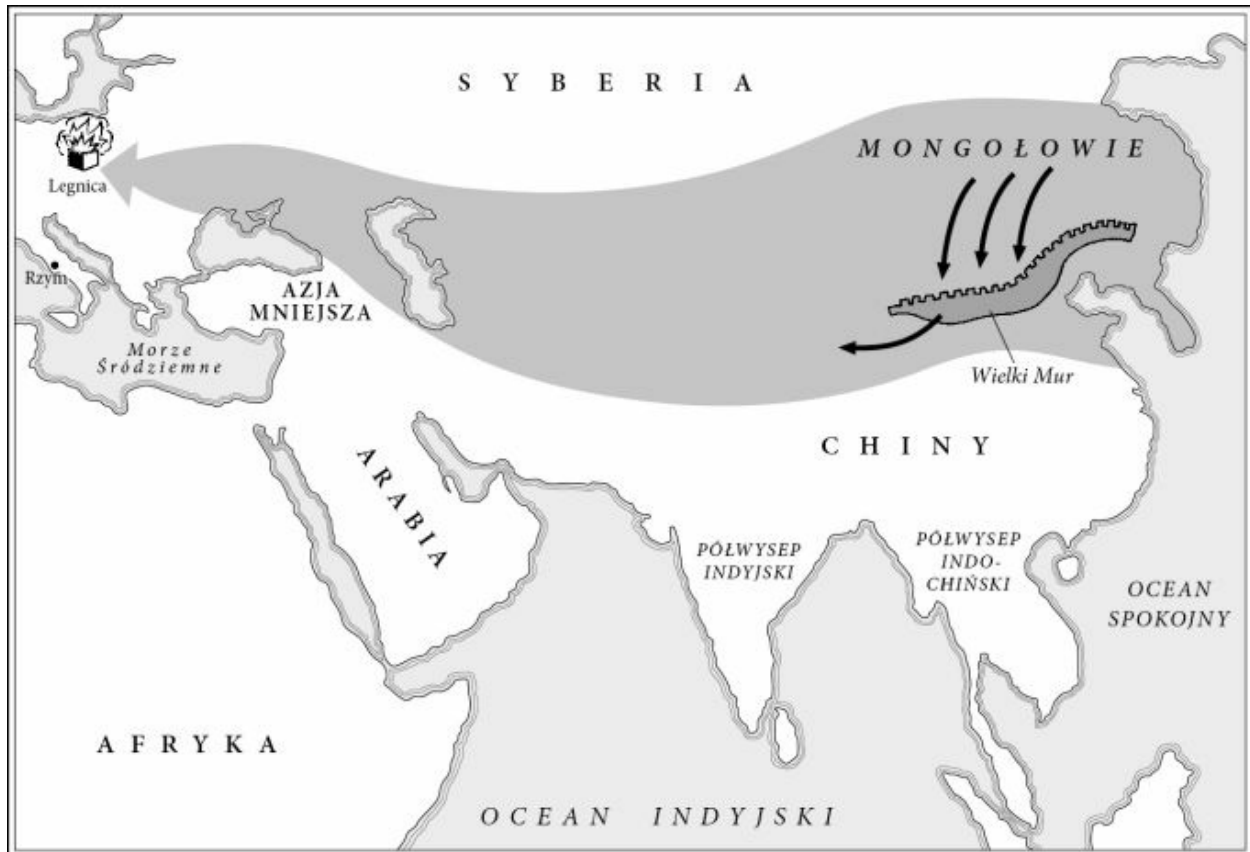 SYBERIA
MONGOŁOWIE
Legnica
Rzym
AZJA
MNIEJSZA
Morze
Śródziemne
Wielki Mur
CHINY
ARABIA
PÓŁWYSEP
INDYJSKI
PÓŁWYSEP
INDO-
CHIŃSKI
OCEAN
SPOKOJNY
AFRYKA
OCEAN INDYJSKI